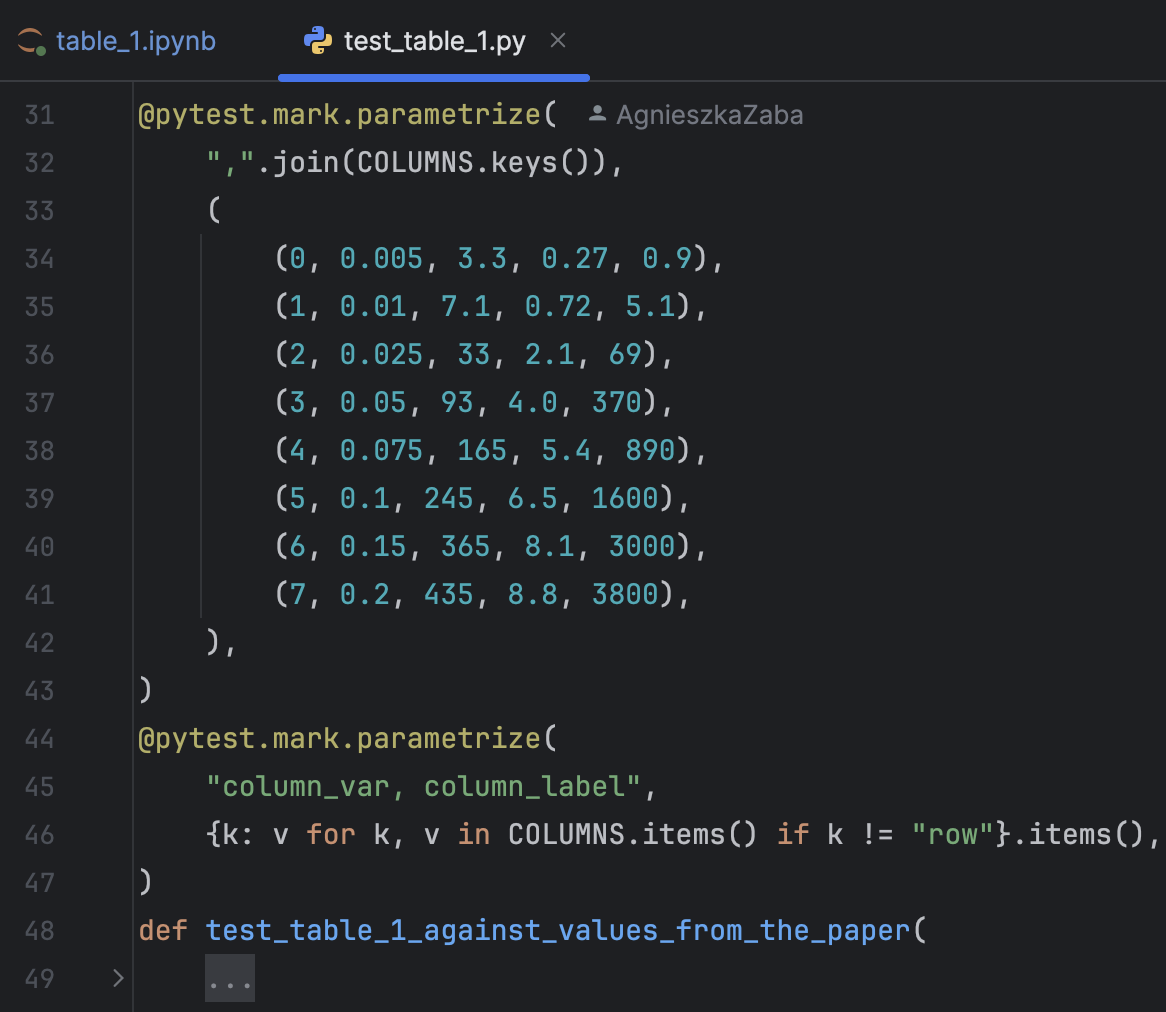 table_1.ipynb test_table_1.py
31 @pytest.mark.parametrize( AgnieszkaZaba
32 ",".join(COLUMNS.keys()),
33 (
34 (0, 0.005, 3.3, 0.27, 0.9),
35 (1, 0.01, 7.1, 0.72, 5.1),
36 (2, 0.025, 33, 2.1, 69),
37 (3, 0.05, 93, 4.0, 370),
38 (4, 0.075, 165, 5.4, 890),
39 (5, 0.1, 245, 6.5, 1600),
40 (6, 0.15, 365, 8.1, 3000),
41 (7, 0.2, 435, 8.8, 3800),
42 ),
43 )
44 @pytest.mark.parametrize(
45 "column_var, column_label",
46 {k: v for k, v in COLUMNS.items() if k != "row"}.items(),
47 )
48 def test_table_1_against_values_from_the_paper(
49 ...